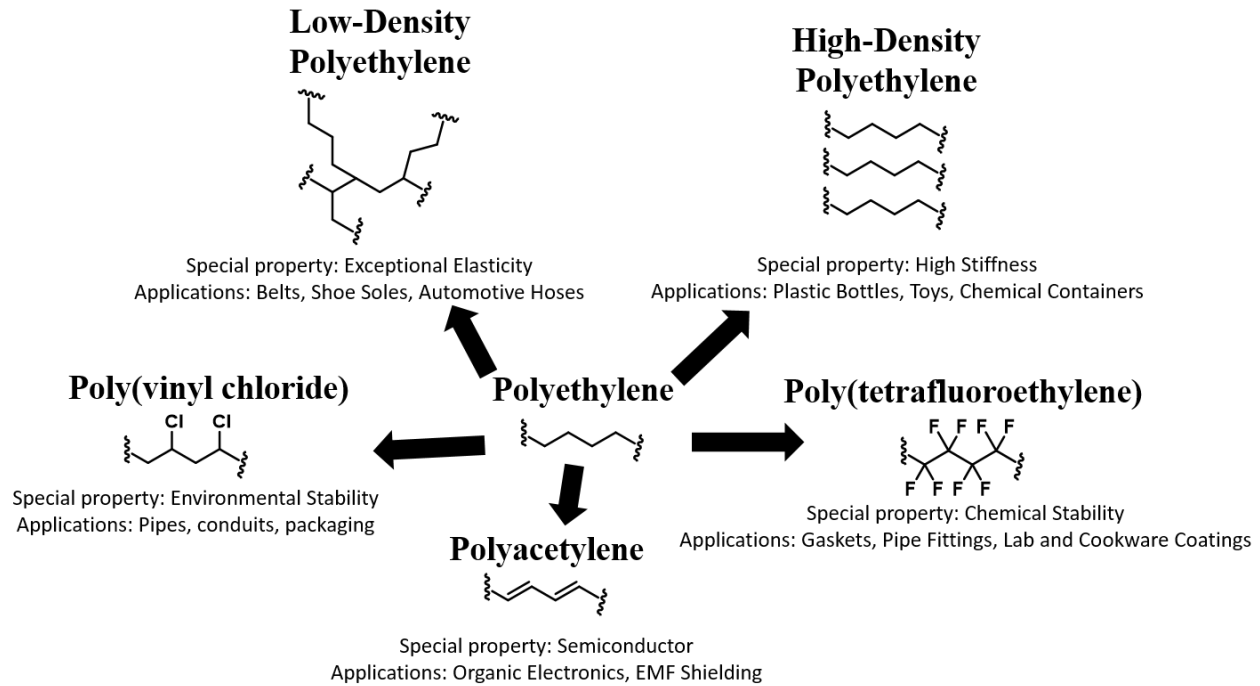 Low-Density
Polyethylene
Special property: Exceptional Elasticity
Applications: Belts, Shoe Soles, Automotive Hoses
High-Density
Polyethylene
Special property: High Stiffness
Applications: Plastic Bottles, Toys, Chemical Containers
Poly(vinyl chloride)
Cl Cl
Special property: Environmental Stability
Applications: Pipes, conduits, packaging
Polyethylene
Poly(tetrafluoroethylene)
F F F F
F F F F
Special property: Chemical Stability
Applications: Gaskets, Pipe Fittings, Lab and Cookware Coatings
Polyacetylene
Special property: Semiconductor
Applications: Organic Electronics, EMF Shielding